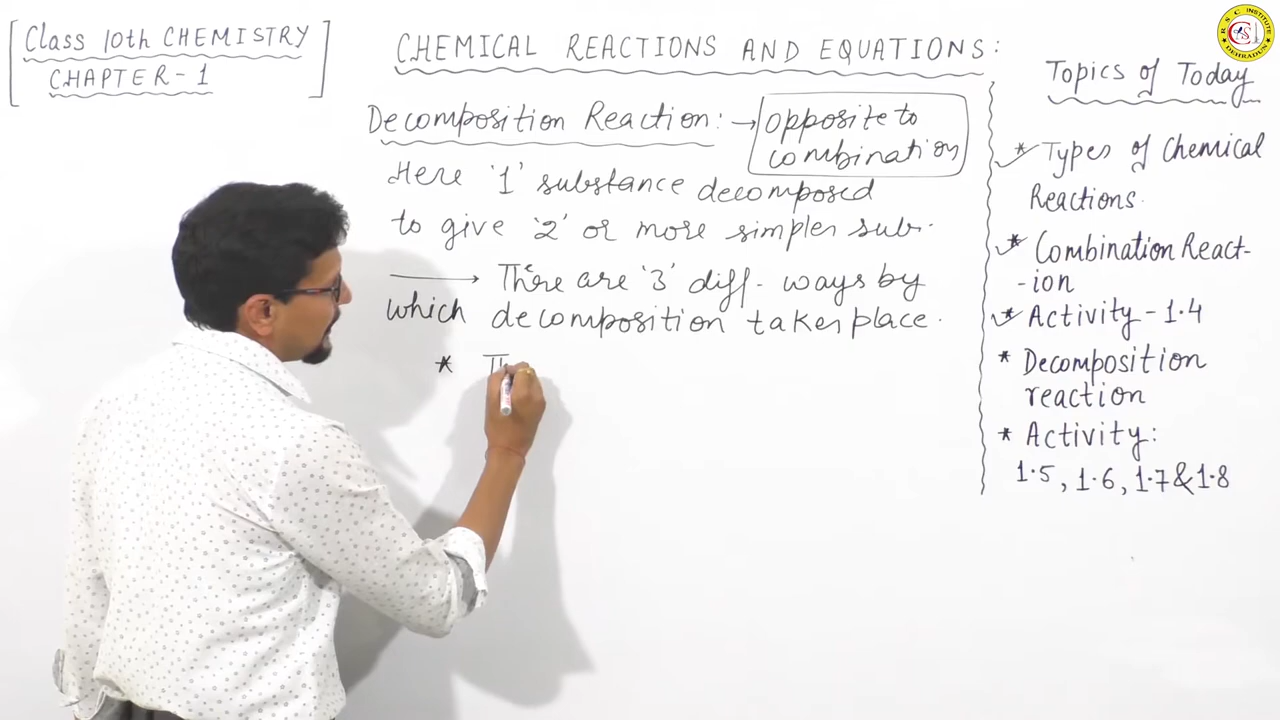 [Class 10th CHEMISTRY
CHAPTER-1]
CHEMICAL REACTIONS AND EQUATIONS:
Decomposition Reaction: → opposite to
combination
Here '1' substance decomposed
to give '2' or more simpler sub.
→ There are '3' diff- ways by
which decomposition takes place.
* T
Topics of Today
* Types of Chemical
Reactions.
* Combination React-
-ion
* Activity - 1.4
* Decomposition
reaction
* Activity:
1.5, 1.6, 1.7 & 1.8
R S C INSTITUTE
DEHRADUN